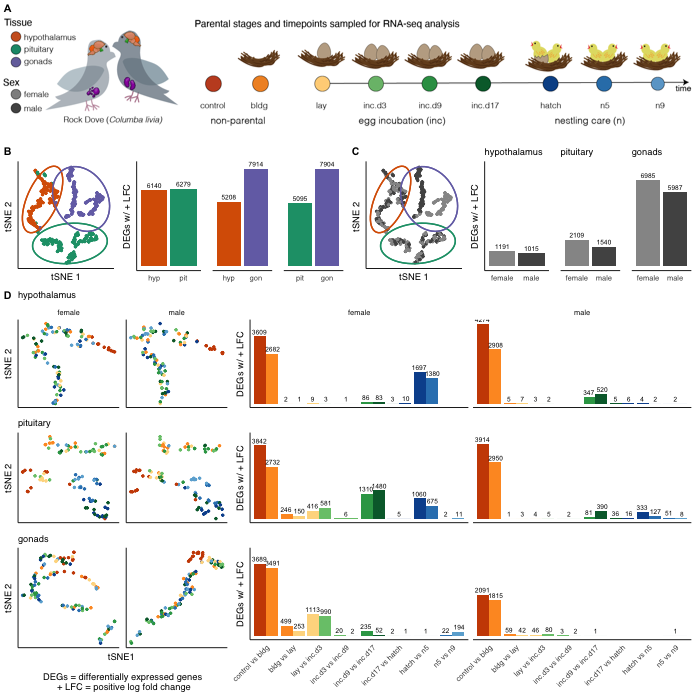 A
Tissue
hypothalamus
pituitary
gonads
Sex
female
male
Rock Dove (Columba livia)
Parental stages and timepoints sampled for RNA-seq analysis
control bldg lay inc.d3 inc.d9 inc.d17 hatch n5 n9 time
non-parental egg incubation (inc) nestling care (n)
B
tSNE 2
tSNE 1
DEGs w/ + LFC
6140 6279 5208 7914 5095 7904
hyp pit hyp gon pit gon
C
tSNE 2
tSNE 1
DEGs w/ + LFC
hypothalamus pituitary gonads
1191 1015 2109 1540 6985 5987
female male female male female male
D
hypothalamus
female male female male
tSNE 2
DEGs w/ + LFC
3609 2682 2 1 9 3 1 86 83 3 10 1697 1380
4274 2908 5 7 3 2 347 520 5 6 4 2 2
pituitary
tSNE 2
DEGs w/ + LFC
3842 2732 246 150 416 581 6 1310 1480 5 1060 675 2 11
3914 2950 1 3 4 5 2 81 390 36 16 333 127 51 8
gonads
tSNE 2
tSNE1
DEGs w/ + LFC
3689 3491 499 253 1113 990 20 2 235 52 2 1 1 22 194
2091 1815 59 42 46 80 3 2 1 1
control vs bldg
bldg vs lay
lay vs inc.d3
inc.d3 vs inc.d9
inc.d9 vs inc.d17
inc.d17 vs hatch
hatch vs n5
n5 vs n9
control vs bldg
bldg vs lay
lay vs inc.d3
inc.d3 vs inc.d9
inc.d9 vs inc.d17
inc.d17 vs hatch
hatch vs n5
n5 vs n9
DEGs = differentially expressed genes
+ LFC = positive log fold change